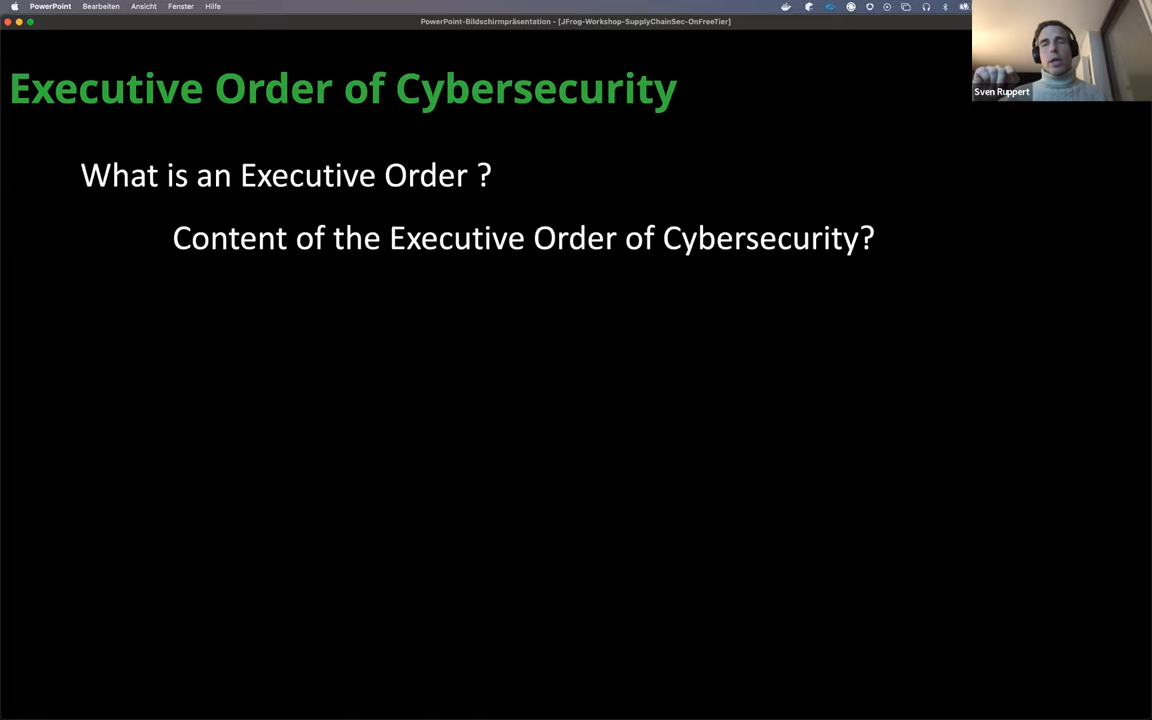 PowerPoint Bearbeiten Ansicht Fenster Hilfe
PowerPoint-Bildschirmpräsentation - [JFrog-Workshop-SupplyChainSec-OnFreeTier]
Sven Ruppert
Executive Order of Cybersecurity
What is an Executive Order ?
Content of the Executive Order of Cybersecurity?